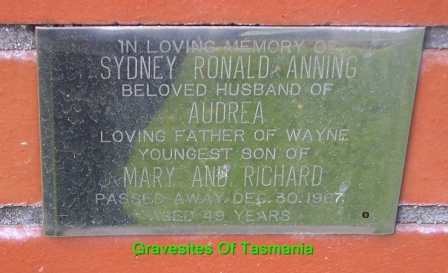 IN LOVING MEMORY OF
SYDNEY RONALD ANNING
BELOVED HUSBAND OF
AUDREA
LOVING FATHER OF WAYNE
YOUNGEST SON OF
MARY AND RICHARD
PASSED AWAY DEC. 30. 1967.
AGED 49 YEARS
Gravesites Of Tasmania